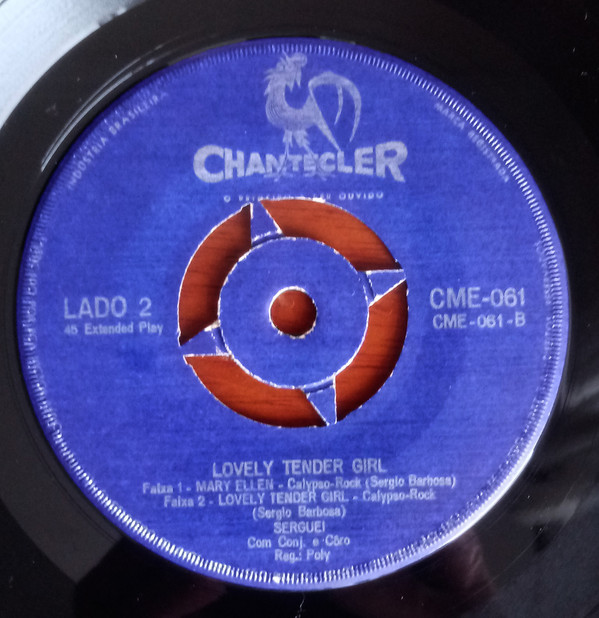 INDÚSTRIA BRASILEIRA
MARCA REGISTRADA
CHANTECLER
LADO 2
45 Extended Play
CME-061
CME-061-B
LOVELY TENDER GIRL
Faixa 1 - MARY ELLEN - Calypso-Rock (Sergio Barbosa)
Faixa 2 - LOVELY TENDER GIRL - Calypso-Rock
(Sergio Barbosa)
SERGUEI
Com Conj. e Côro
Reg.: Poly